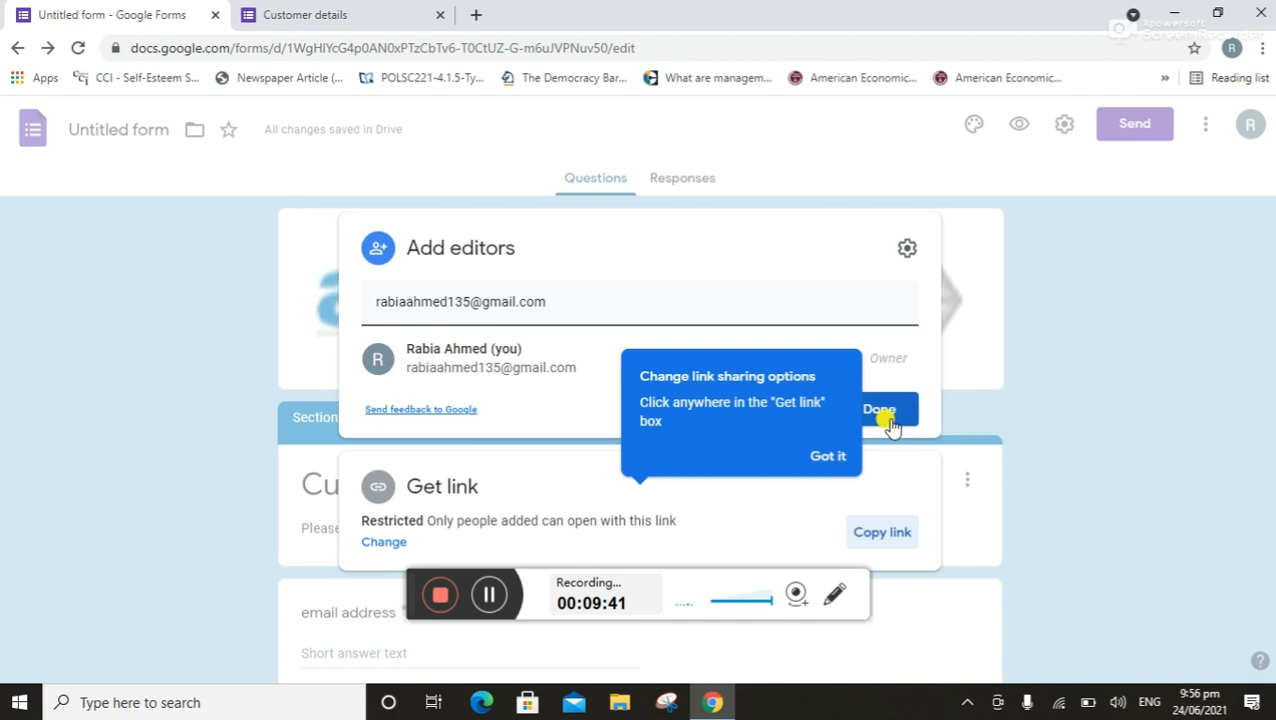 Untitled form - Google Forms
Customer details
Apowersoft
Screen Recorder
docs.google.com/forms/d/1WgHIYcG4p0AN0xPTzCbTv6-T0CtUZ-G-m6uJVPNuv50/edit
R
Apps
CCI - Self-Esteem S...
Newspaper Article (...
POLSC221-4.1.5-Ty...
The Democracy Bar...
What are managem...
American Economic...
American Economic...
»
Reading list
Untitled form
All changes saved in Drive
Send
R
Questions
Responses
Add editors
rabiaahmed135@gmail.com
R
Rabia Ahmed (you)
rabiaahmed135@gmail.com
Owner
Change link sharing options
Click anywhere in the "Get link"
box
Got it
Send feedback to Google
Done
Section
Cu
Get link
Restricted Only people added can open with this link
Please
Change
Copy link
Recording...
00:09:41
email address *
Short answer text
Type here to search
ENG
9:56 pm
24/06/2021